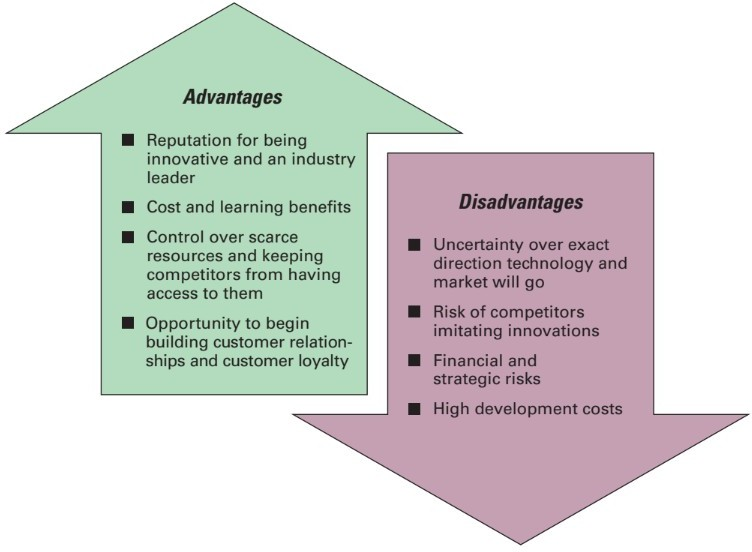 Advantages
■ Reputation for being
innovative and an industry
leader
■ Cost and learning benefits
■ Control over scarce
resources and keeping
competitors from having
access to them
■ Opportunity to begin
building customer relation-
ships and customer loyalty
Disadvantages
■ Uncertainty over exact
direction technology and
market will go
■ Risk of competitors
imitating innovations
■ Financial and
strategic risks
■ High development costs